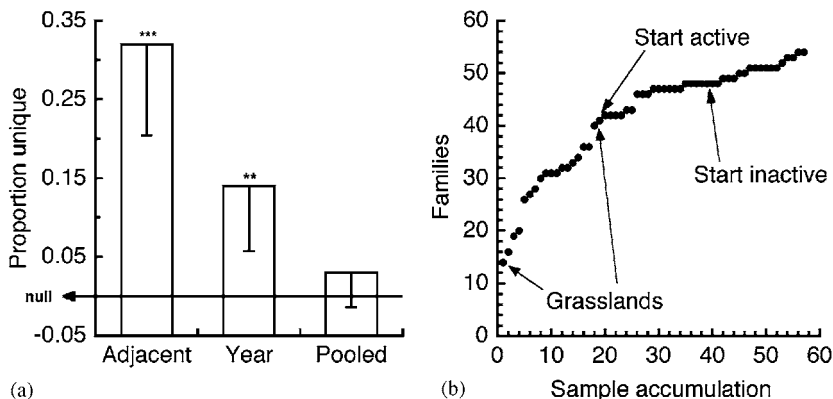 0.35
0.25
0.15
0.05
-0.05
Proportion unique
null
***
**
Adjacent
Year
Pooled
(a)
60
50
40
30
20
10
0
Families
Start active
Start inactive
Grasslands
0
10
20
30
40
50
60
(b)
Sample accumulation